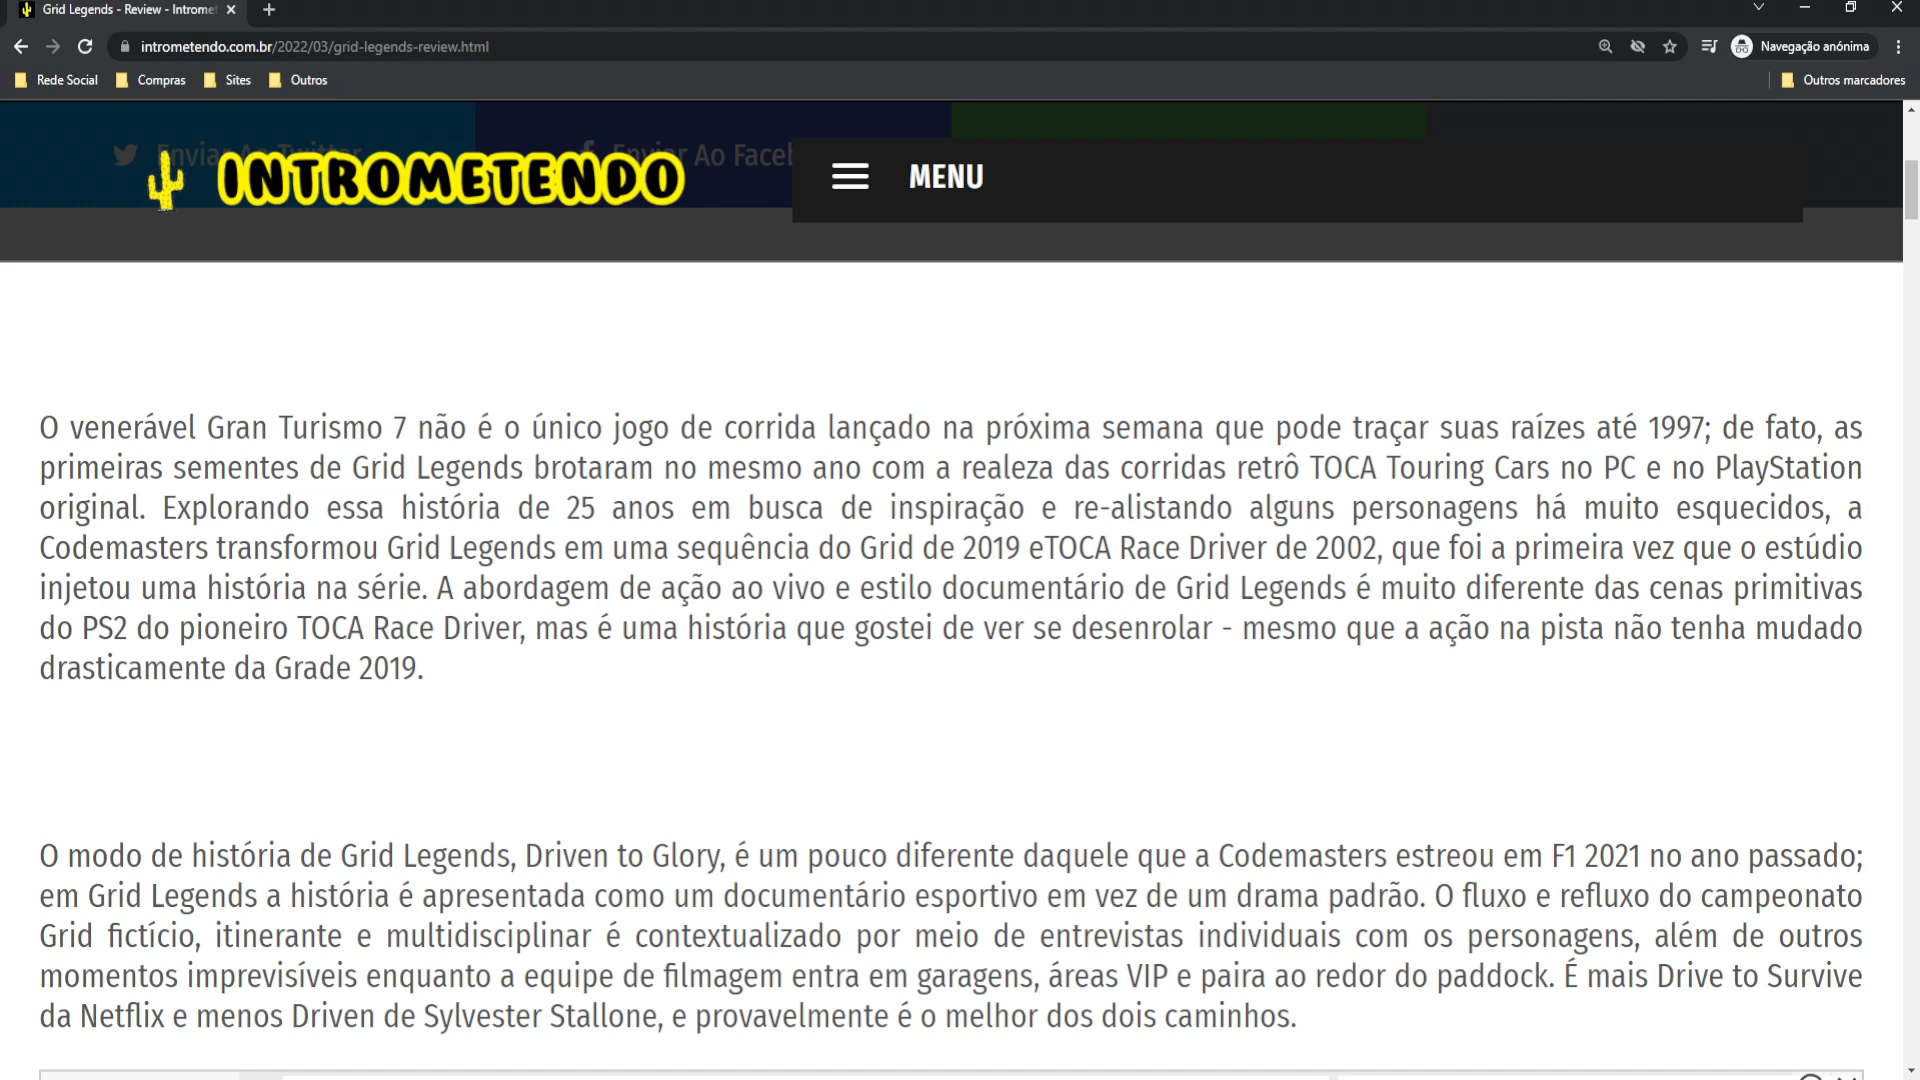 Grid Legends - Review - Introme
intrometendo.com.br/2022/03/grid-legends-review.html
Navegação anónima
Rede Social
Compras
Sites
Outros
Outros marcadores
Enviar Ao Twitter
Enviar Ao Faceb
INTROMETENDO
MENU
O venerável Gran Turismo 7 não é o único jogo de corrida lançado na próxima semana que pode traçar suas raízes até 1997; de fato, as
primeiras sementes de Grid Legends brotaram no mesmo ano com a realeza das corridas retrô TOCA Touring Cars no PC e no PlayStation
original. Explorando essa história de 25 anos em busca de inspiração e re-alistando alguns personagens há muito esquecidos, a
Codemasters transformou Grid Legends em uma sequência do Grid de 2019 eTOCA Race Driver de 2002, que foi a primeira vez que o estúdio
injetou uma história na série. A abordagem de ação ao vivo e estilo documentário de Grid Legends é muito diferente das cenas primitivas
do PS2 do pioneiro TOCA Race Driver, mas é uma história que gostei de ver se desenrolar - mesmo que a ação na pista não tenha mudado
drasticamente da Grade 2019.
O modo de história de Grid Legends, Driven to Glory, é um pouco diferente daquele que a Codemasters estreou em F1 2021 no ano passado;
em Grid Legends a história é apresentada como um documentário esportivo em vez de um drama padrão. O fluxo e refluxo do campeonato
Grid fictício, itinerante e multidisciplinar é contextualizado por meio de entrevistas individuais com os personagens, além de outros
momentos imprevisíveis enquanto a equipe de filmagem entra em garagens, áreas VIP e paira ao redor do paddock. É mais Drive to Survive
da Netflix e menos Driven de Sylvester Stallone, e provavelmente é o melhor dos dois caminhos.